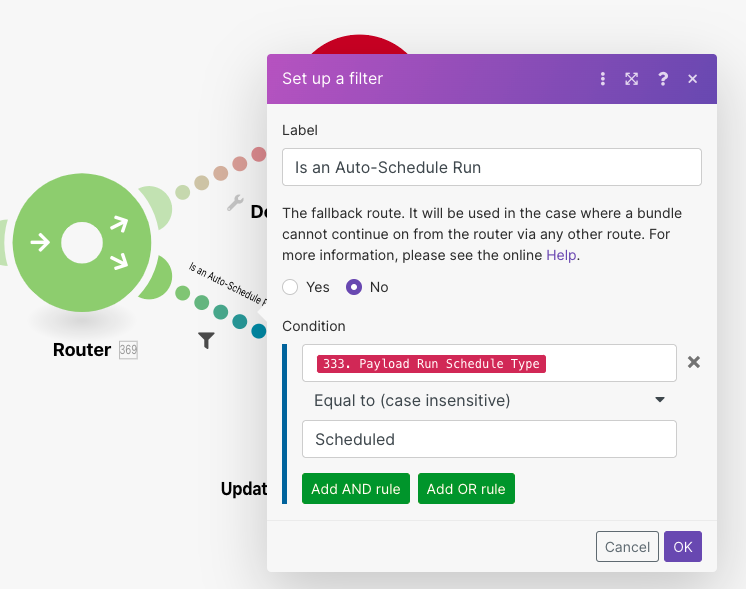 Set up a filter
Label
Is an Auto-Schedule Run
The fallback route. It will be used in the case where a bundle
cannot continue on from the router via any other route. For
more information, please see the online Help.
Yes
No
Condition
333. Payload Run Schedule Type
Equal to (case insensitive)
Scheduled
Add AND rule
Add OR rule
Cancel
OK
Is an Auto-Schedule R
Router 369